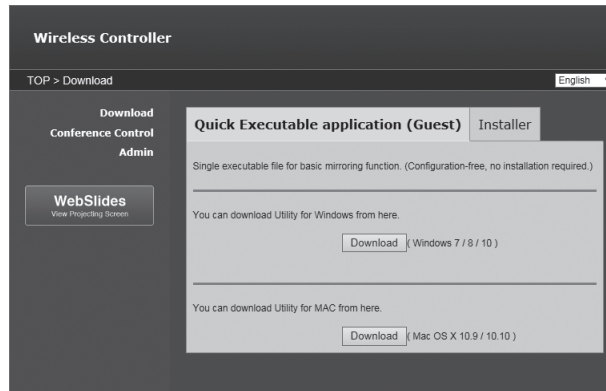 Wireless Controller
TOP > Download
English
Download
Conference Control
Admin
WebSlides
View Projecting Screen
Quick Executable application (Guest)
Installer
Single executable file for basic mirroring function. (Configuration-free, no installation required.)
You can download Utility for Windows from here.
Download ( Windows 7 / 8 / 10 )
You can download Utility for MAC from here.
Download ( Mac OS X 10.9 / 10.10 )